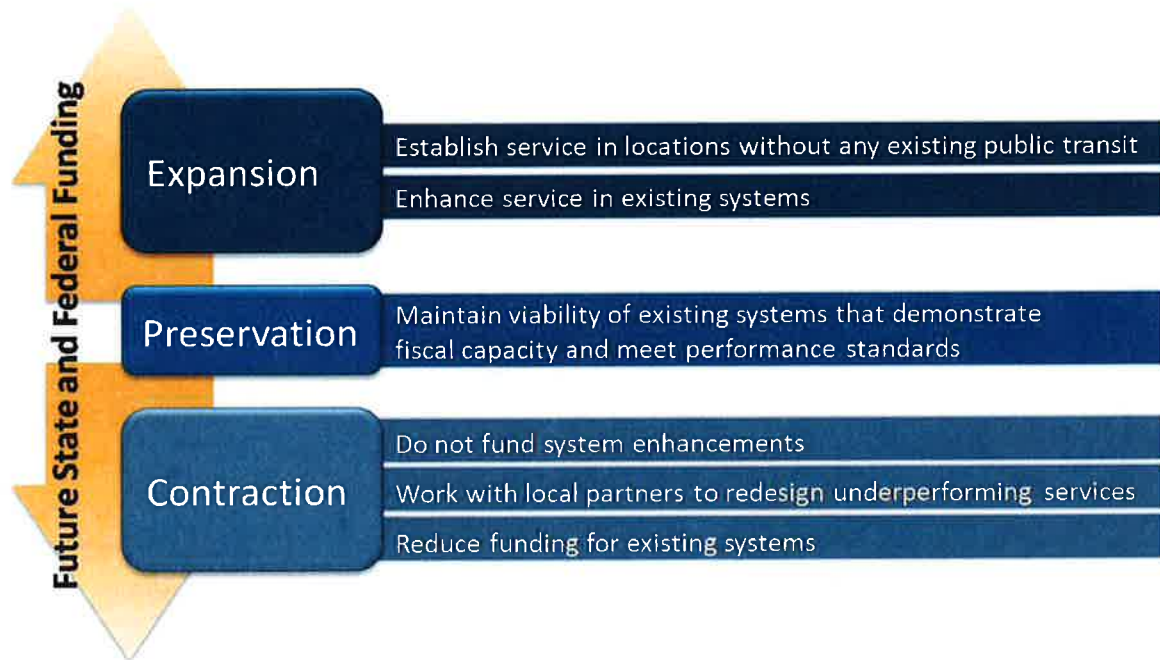 Future State and Federal Funding
Expansion
Establish service in locations without any existing public transit
Enhance service in existing systems
Preservation
Maintain viability of existing systems that demonstrate
fiscal capacity and meet performance standards
Contraction
Do not fund system enhancements
Work with local partners to redesign underperforming services
Reduce funding for existing systems